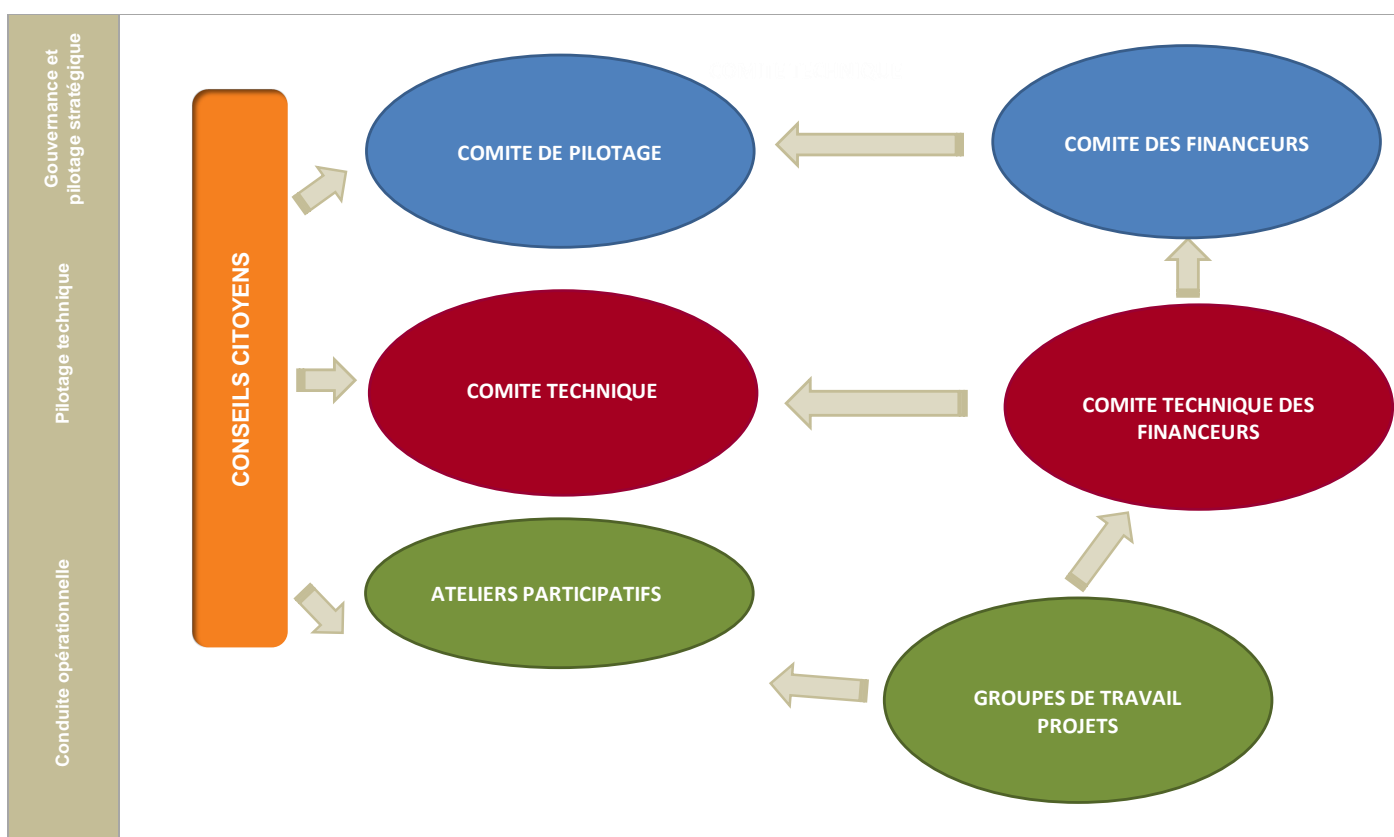 Gouvernance et
pilotage stratégique
Pilotage technique
Conduite opérationnelle
CONSEILS CITOYENS
COMITE DE PILOTAGE
COMITE DES FINANCEURS
COMITE TECHNIQUE
COMITE TECHNIQUE DES
FINANCEURS
ATELIERS PARTICIPATIFS
GROUPES DE TRAVAIL
PROJETS